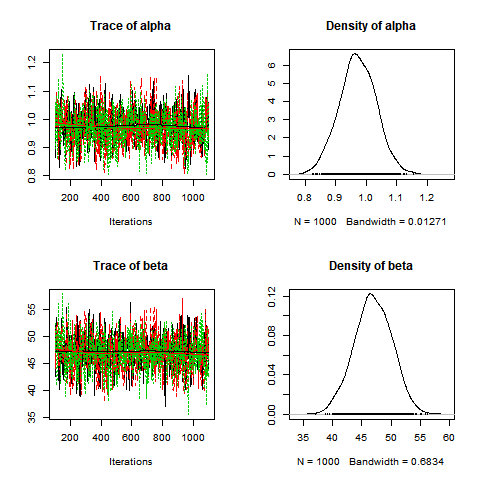 Trace of alpha
0.8 0.9 1.0 1.1 1.2
200 400 600 800 1000
Iterations
Density of alpha
0 1 2 3 4 5 6
0.8 0.9 1.0 1.1 1.2
N = 1000 Bandwidth = 0.01271
Trace of beta
35 40 45 50 55
200 400 600 800 1000
Iterations
Density of beta
0.00 0.04 0.08 0.12
35 40 45 50 55 60
N = 1000 Bandwidth = 0.6834